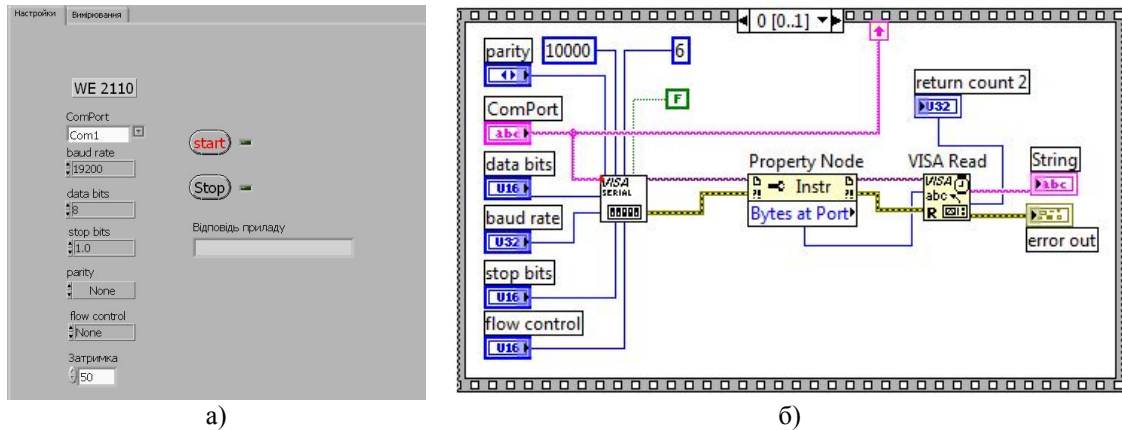 Настройки
Вимірювання
WE 2110
ComPort
Com1
baud rate
19200
data bits
8
stop bits
1.0
parity
None
flow control
None
Затримка
50
start
Stop
Відповідь приладу
а)
0 [0..1]
parity
10000
6
F
ComPort
abc
data bits
U16
baud rate
U32
stop bits
U16
flow control
U16
VISA
SERIAL
Property Node
Instr
Bytes at Port
return count 2
U32
VISA Read
VISA
abc
R
String
abc
error out
б)